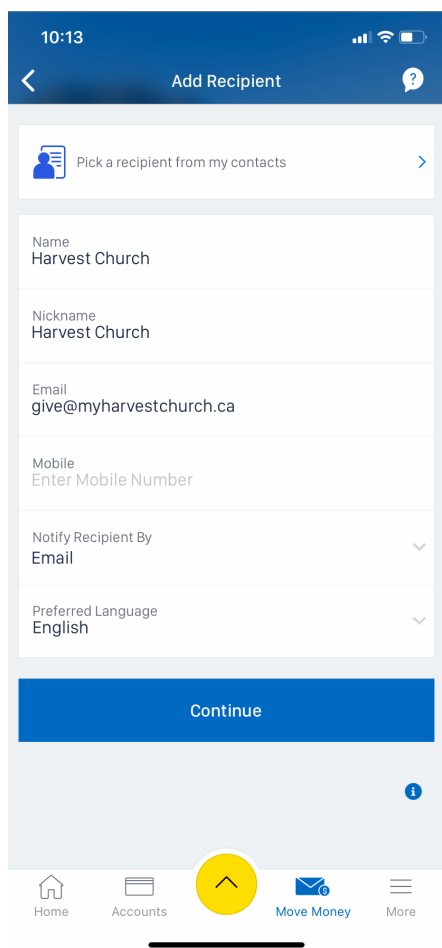 10:13
Add Recipient
?
Pick a recipient from my contacts
Name
Harvest Church
Nickname
Harvest Church
Email
give@myharvestchurch.ca
Mobile
Enter Mobile Number
Notify Recipient By
Email
Preferred Language
English
Continue
i
$
Home Accounts Move Money More